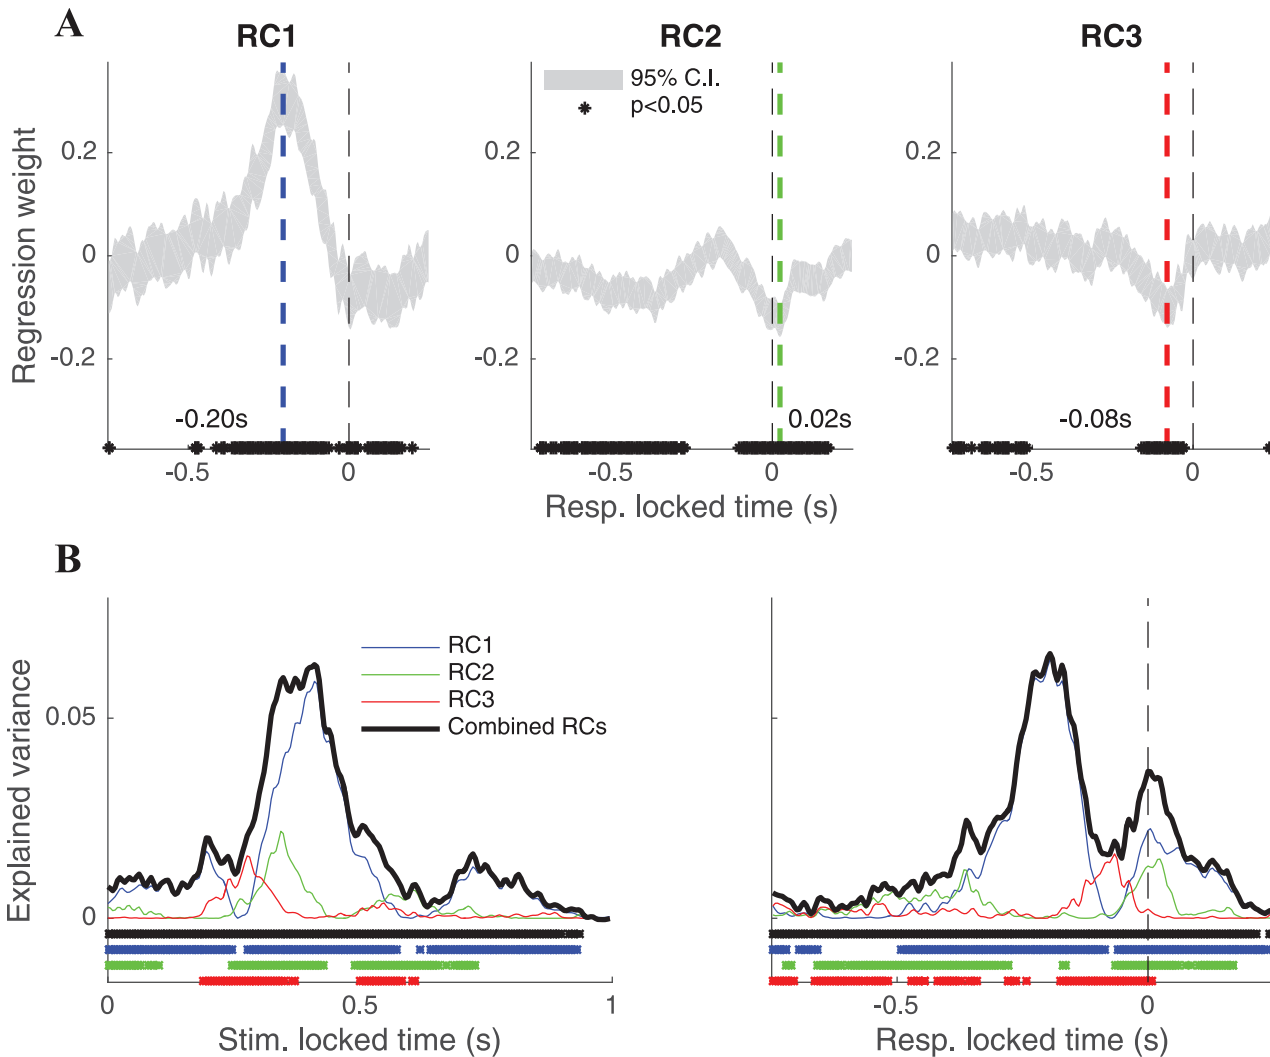 A
RC1
RC2
RC3
95% C.I.
p<0.05
Regression weight
0.2
0
-0.2
0.2
0
-0.2
0.2
0
-0.2
-0.20s
0.02s
-0.08s
-0.5
0
-0.5
0
-0.5
0
Resp. locked time (s)
B
RC1
RC2
RC3
Combined RCs
Explained variance
0.05
0
0.05
0
0
0.5
1
-0.5
0
Stim. locked time (s)
Resp. locked time (s)